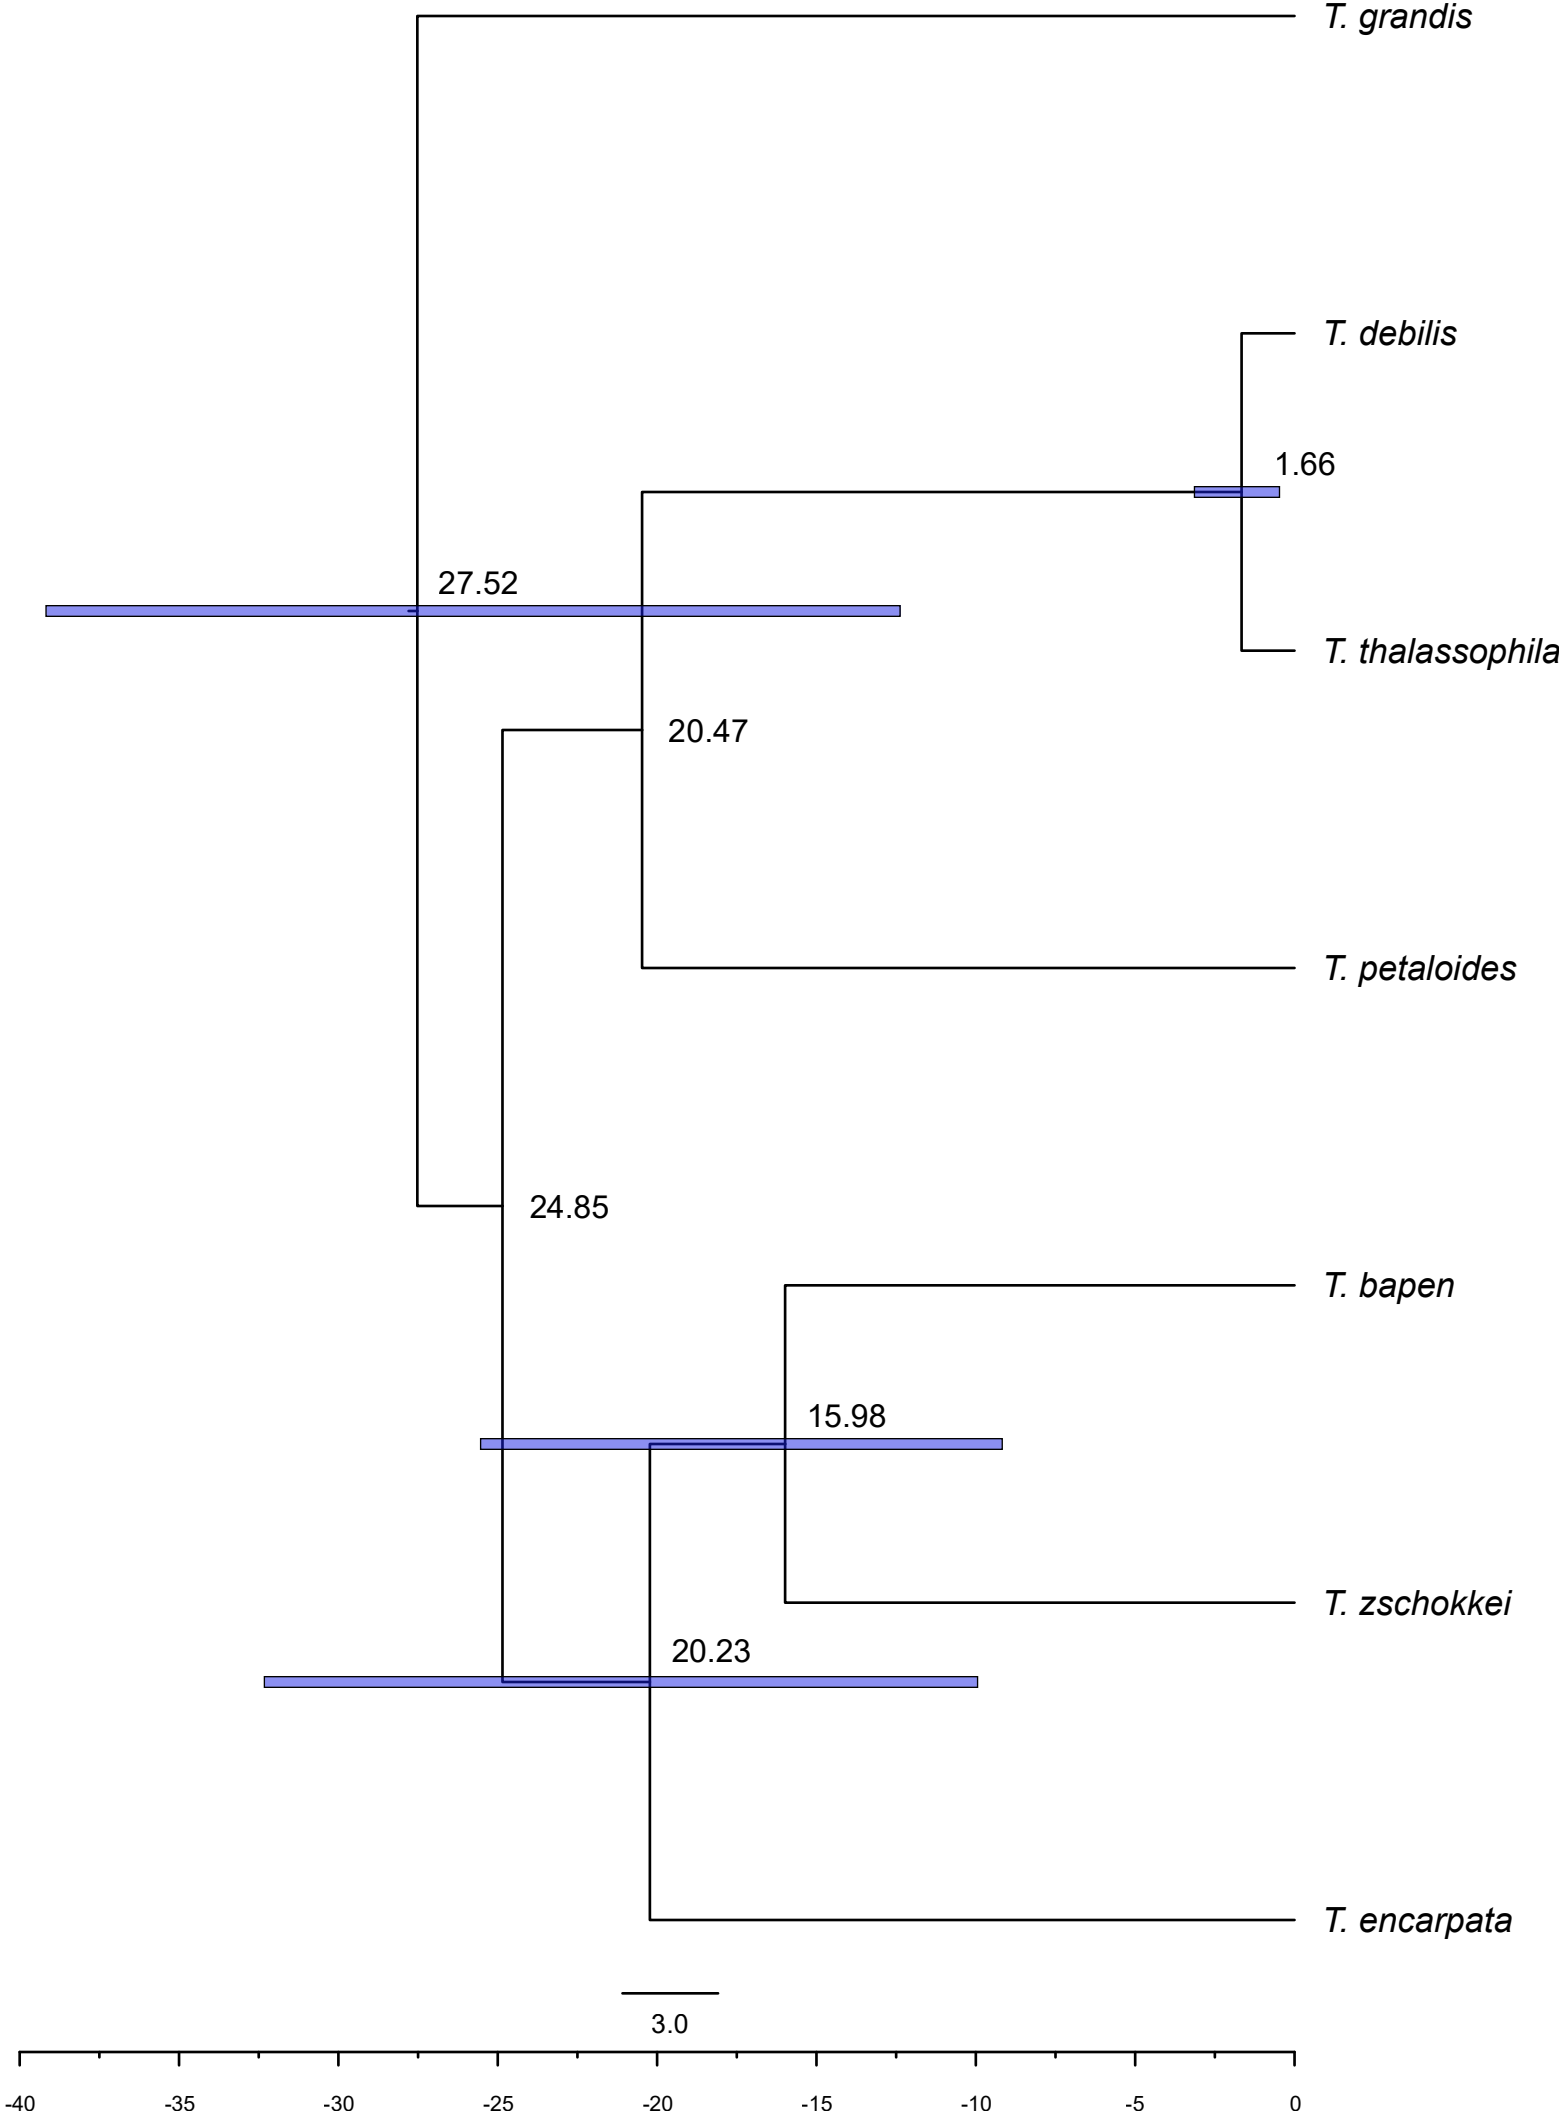 T. grandis
T. debilis
1.66
27.52
T. thalassophila
20.47
T. petaloides
24.85
T. bapen
15.98
T. zschokkei
20.23
T. encarpata
3.0
-40 -35 -30 -25 -20 -15 -10 -5 0